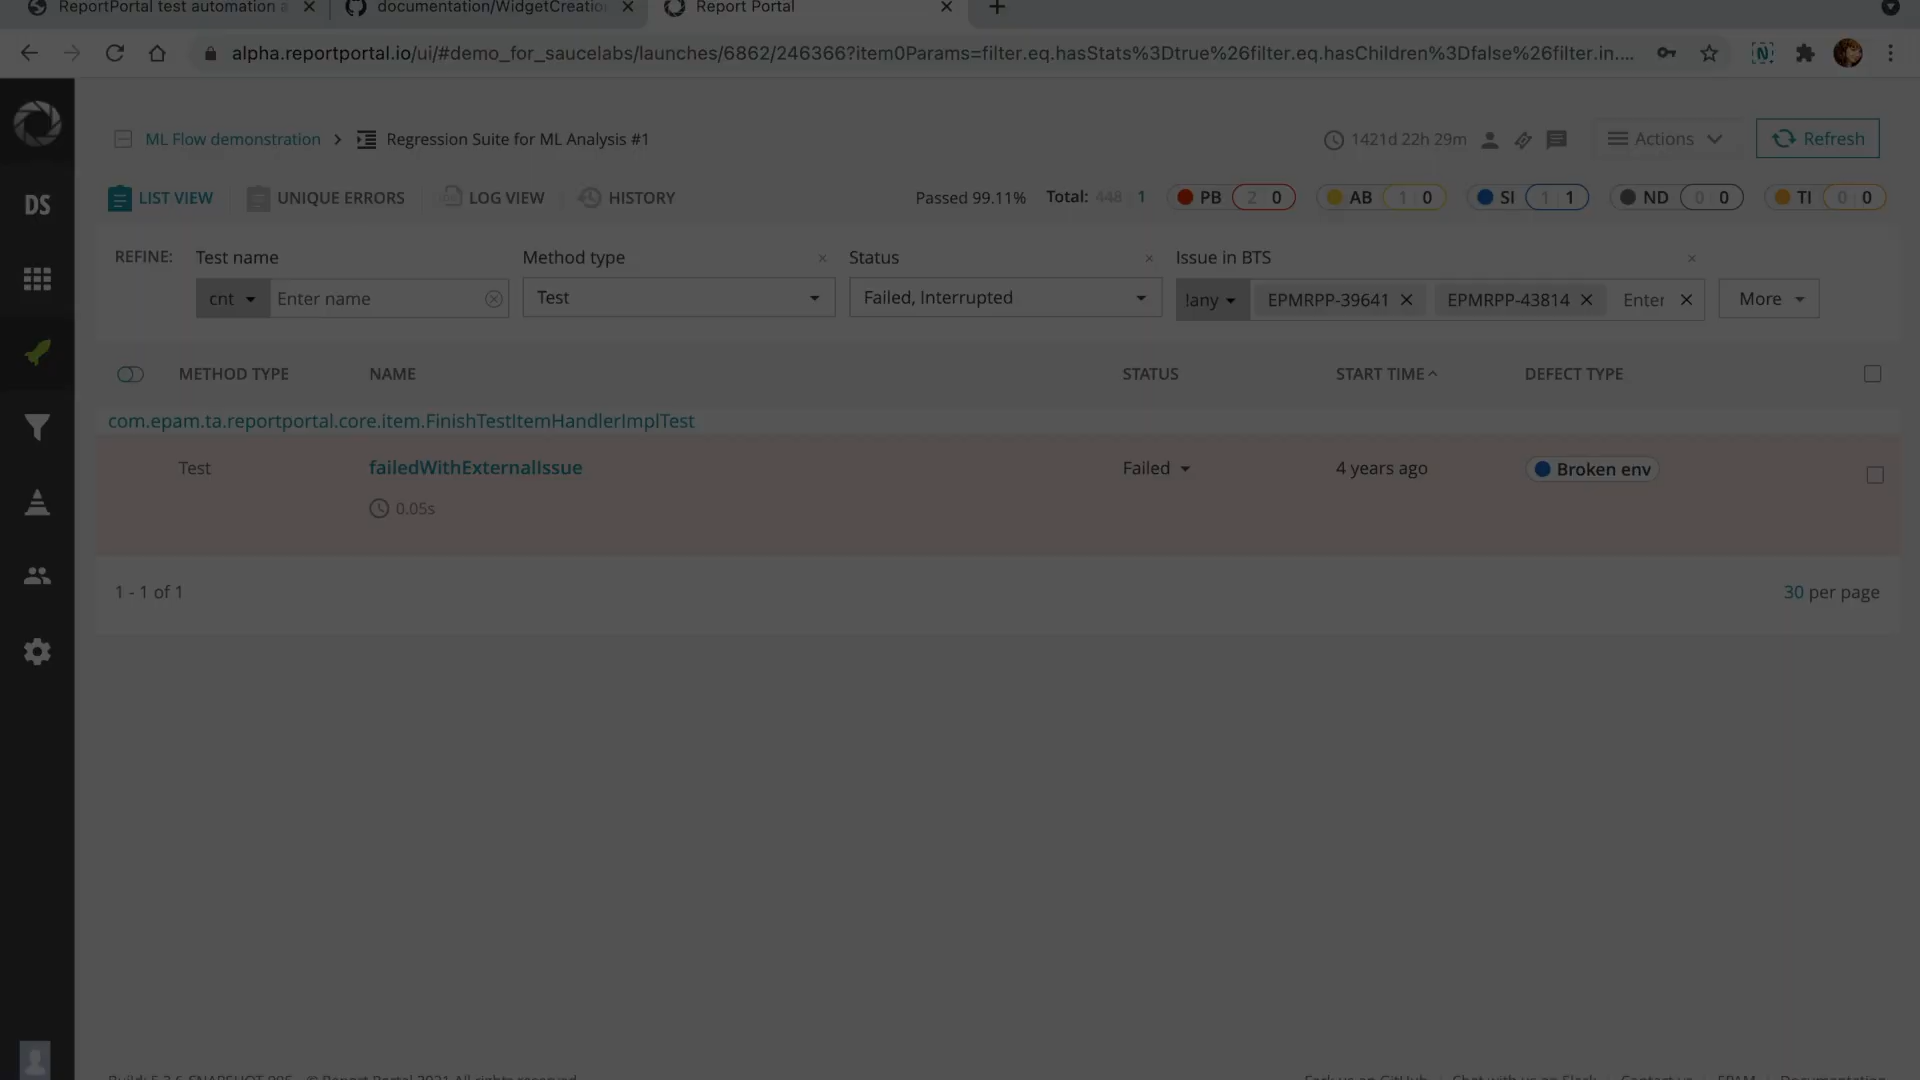 ReportPortal test automation a
documentation/WidgetCreation
Report Portal
alpha.reportportal.io/ui/#demo_for_saucelabs/launches/6862/246366?item0Params=filter.eq.hasStats%3Dtrue%26filter.eq.hasChildren%3Dfalse%26filter.in....
ML Flow demonstration > Regression Suite for ML Analysis #1
1421d 22h 29m
Actions
Refresh
DS
LIST VIEW
UNIQUE ERRORS
LOG VIEW
HISTORY
Passed 99.11%
Total: 448 1
PB 2 0
AB 1 0
SI 1 1
ND 0 0
TI 0 0
REFINE:
Test name
Method type
Status
Issue in BTS
cnt
Enter name
Test
Failed, Interrupted
!any
EPMRPP-39641
EPMRPP-43814
Enter
More
METHOD TYPE
NAME
STATUS
START TIME
DEFECT TYPE
com.epam.ta.reportportal.core.item.FinishTestItemHandlerImplTest
Test
failedWithExternalIssue
Failed
4 years ago
Broken env
0.05s
1 - 1 of 1
30 per page